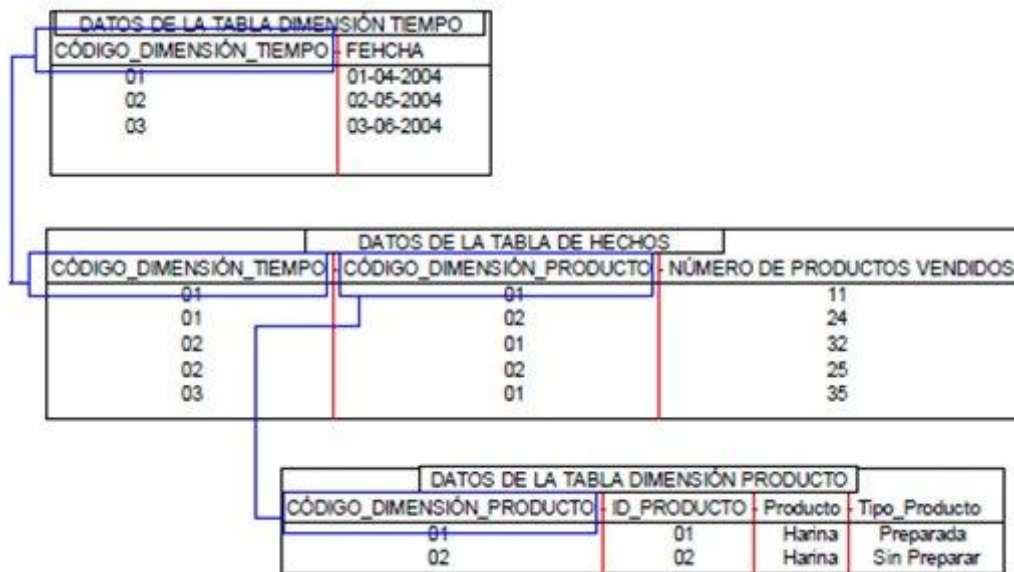 DATOS DE LA TABLA DIMENSIÓN TIEMPO
CÓDIGO_DIMENSIÓN_TIEMPO - FEHCHA
01 01-04-2004
02 02-05-2004
03 03-06-2004
DATOS DE LA TABLA DE HECHOS
CÓDIGO_DIMENSIÓN_TIEMPO - CÓDIGO_DIMENSIÓN_PRODUCTO - NÚMERO DE PRODUCTOS VENDIDOS
01 01 11
01 02 24
02 01 32
02 02 25
03 01 35
DATOS DE LA TABLA DIMENSIÓN PRODUCTO
CÓDIGO_DIMENSIÓN_PRODUCTO - ID_PRODUCTO - Producto - Tipo_Producto
01 01 Harina Preparada
02 02 Harina Sin Preparar